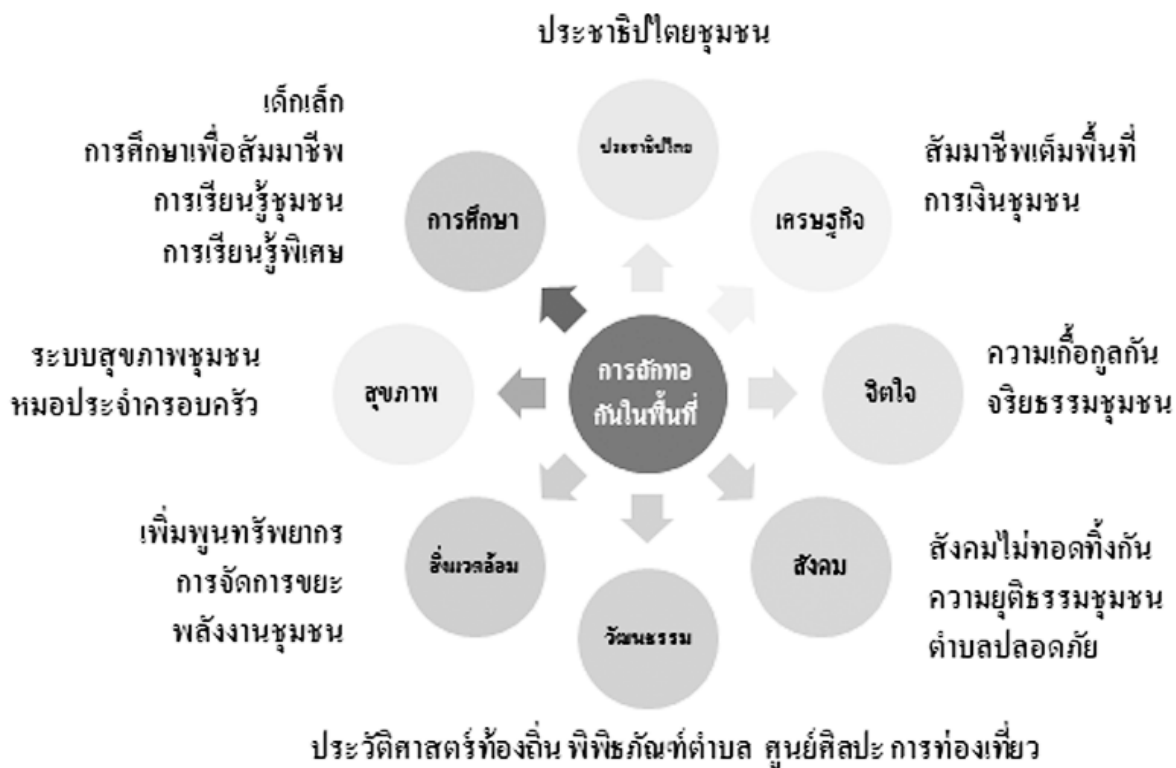 ประชาธิปไตยชุมชน
ประชาธิปไตย
สัมมาชีพเต็มพื้นที่
การเงินชุมชน
เศรษฐกิจ
ความเกื้อกูลกัน
จริยธรรมชุมชน
จิตใจ
สังคมไม่ทอดทิ้งกัน
ความยุติธรรมชุมชน
ตำบลปลอดภัย
สังคม
วัฒนธรรม
ประวัติศาสตร์ท้องถิ่น พิพิธภัณฑ์ตำบล ศูนย์ศิลปะ การท่องเที่ยว
เพิ่มพูนทรัพยากร
การจัดการขยะ
พลังงานชุมชน
สิ่งแวดล้อม
ระบบสุขภาพชุมชน
หมอประจำครอบครัว
สุขภาพ
เด็กเล็ก
การศึกษาเพื่อสัมมาชีพ
การเรียนรู้ชุมชน
การเรียนรู้พิเศษ
การศึกษา
การถักทอ
กันในพื้นที่